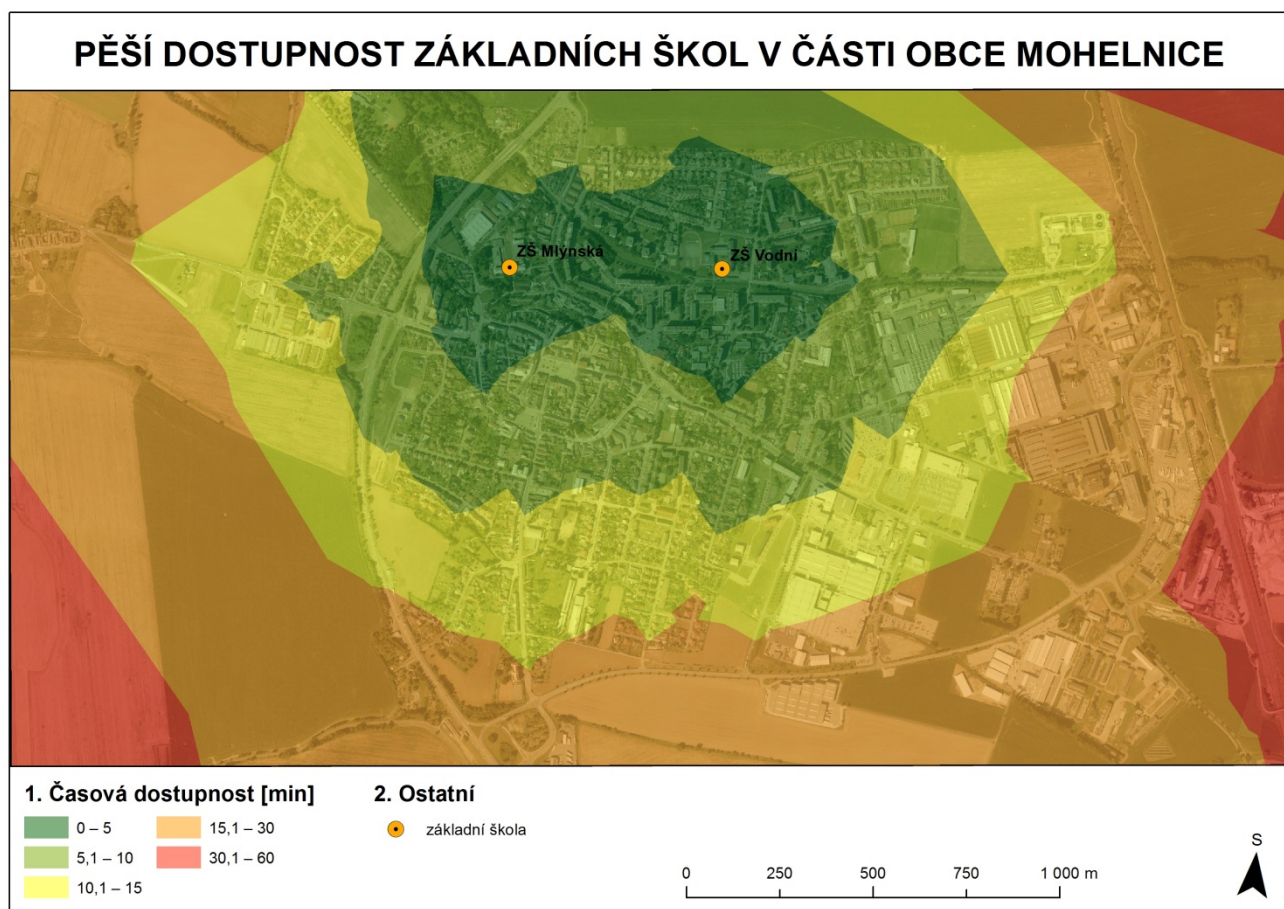 PĚŠÍ DOSTUPNOST ZÁKLADNÍCH ŠKOL V ČÁSTI OBCE MOHELNICE
ZŠ Mlýnská
ZŠ Vodní
1. Časová dostupnost [min]
0 – 5
5,1 – 10
10,1 – 15
15,1 – 30
30,1 – 60
2. Ostatní
základní škola
0 250 500 750 1 000 m
S